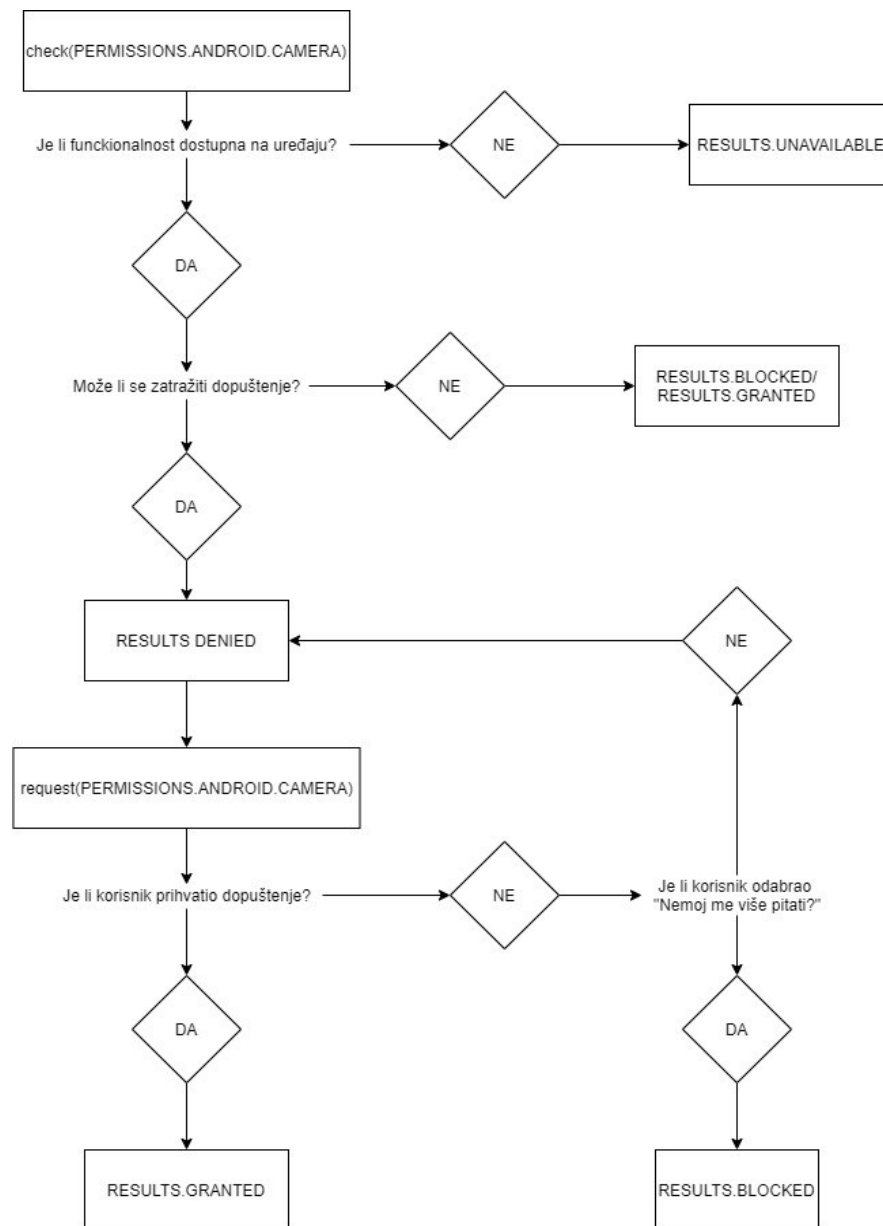 check(PERMISSIONS.ANDROID.CAMERA)
Je li funckionalnost dostupna na uređaju?
NE
RESULTS.UNAVAILABLE
DA
Može li se zatražiti dopuštenje?
NE
RESULTS.BLOCKED/
RESULTS.GRANTED
DA
RESULTS DENIED
NE
request(PERMISSIONS.ANDROID.CAMERA)
Je li korisnik prihvatio dopuštenje?
NE
Je li korisnik odabrao
"Nemoj me više pitati?"
DA
DA
RESULTS.GRANTED
RESULTS.BLOCKED